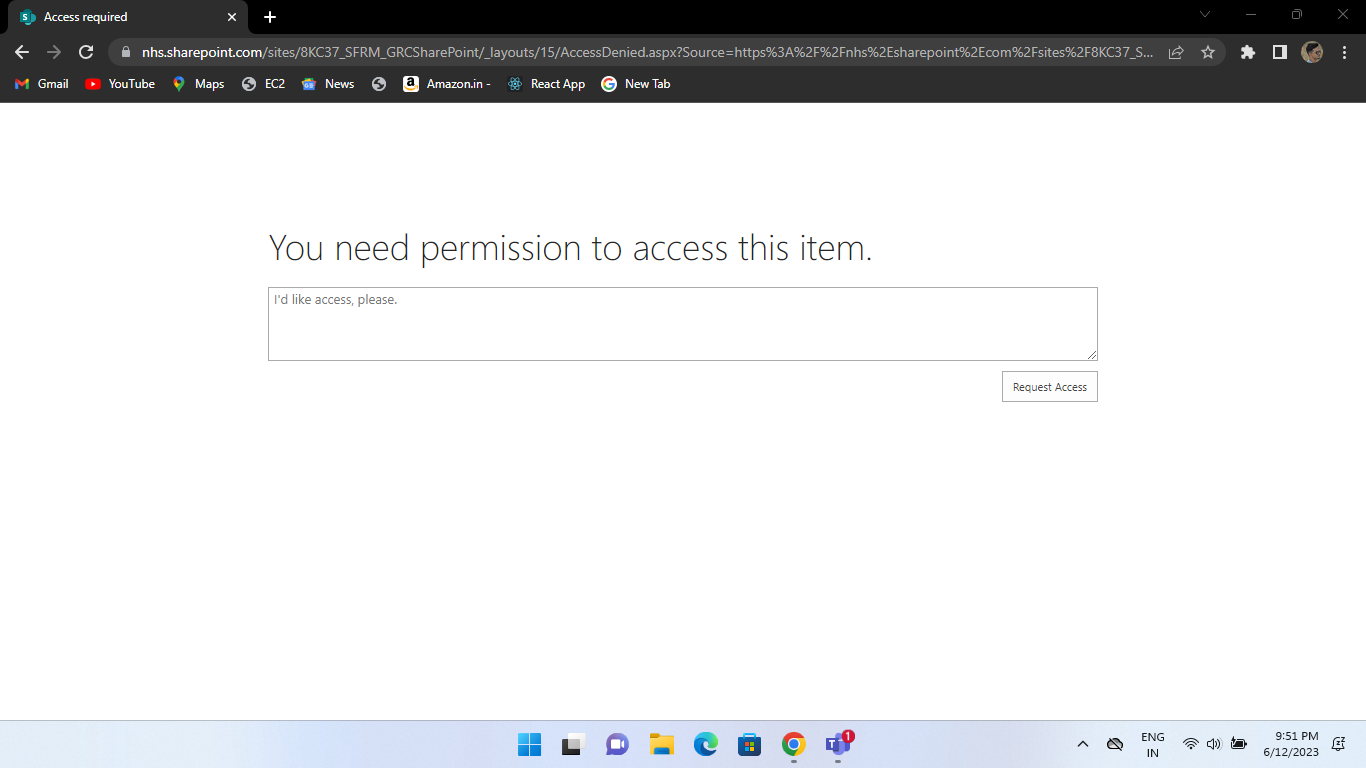 Access required
nhs.sharepoint.com/sites/8KC37_SFRM_GRCSharePoint/_layouts/15/AccessDenied.aspx?Source=https%3A%2F%2Fnhs%2Esharepoint%2Ecom%2Fsites%2F8KC37_S...
Gmail YouTube Maps EC2 News Amazon.in - React App New Tab
You need permission to access this item.
I'd like access, please.
Request Access
1
ENG
IN
9:51 PM
6/12/2023